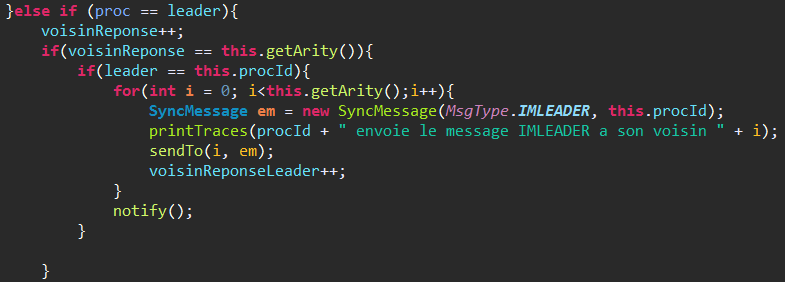 }else if (proc == leader){
voisinReponse++;
if(voisinReponse == this.getArity()){
if(leader == this.procId){
for(int i = 0; i<this.getArity();i++){
SyncMessage em = new SyncMessage(MsgType.IMLEADER, this.procId);
printTraces(procId + " envoie le message IMLEADER a son voisin " + i);
sendTo(i, em);
voisinReponseLeader++;
}
notify();
}
}